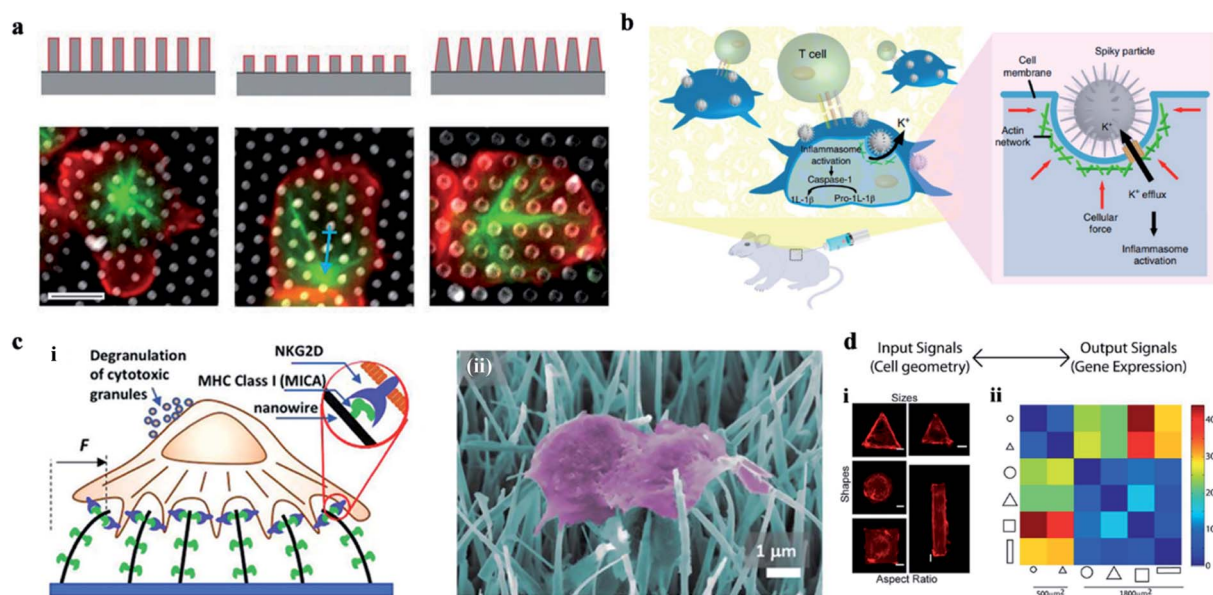 a
b
T cell
K⁺
Inflammasome
activation
Caspase-1
1L-1β
Pro-1L-1β
Spiky particle
Cell
membrane
K⁺
Actin
network
K⁺ efflux
Cellular
force
Inflammasome
activation
c
i
Degranulation
of cytotoxic
granules
NKG2D
MHC Class I (MICA)
nanowire
F
(ii)
1 μm
d
Input Signals
(Cell geometry)
Output Signals
(Gene Expression)
i
Sizes
Shapes
Aspect Ratio
ii
40
30
20
10
0
500μm²
1800μm²